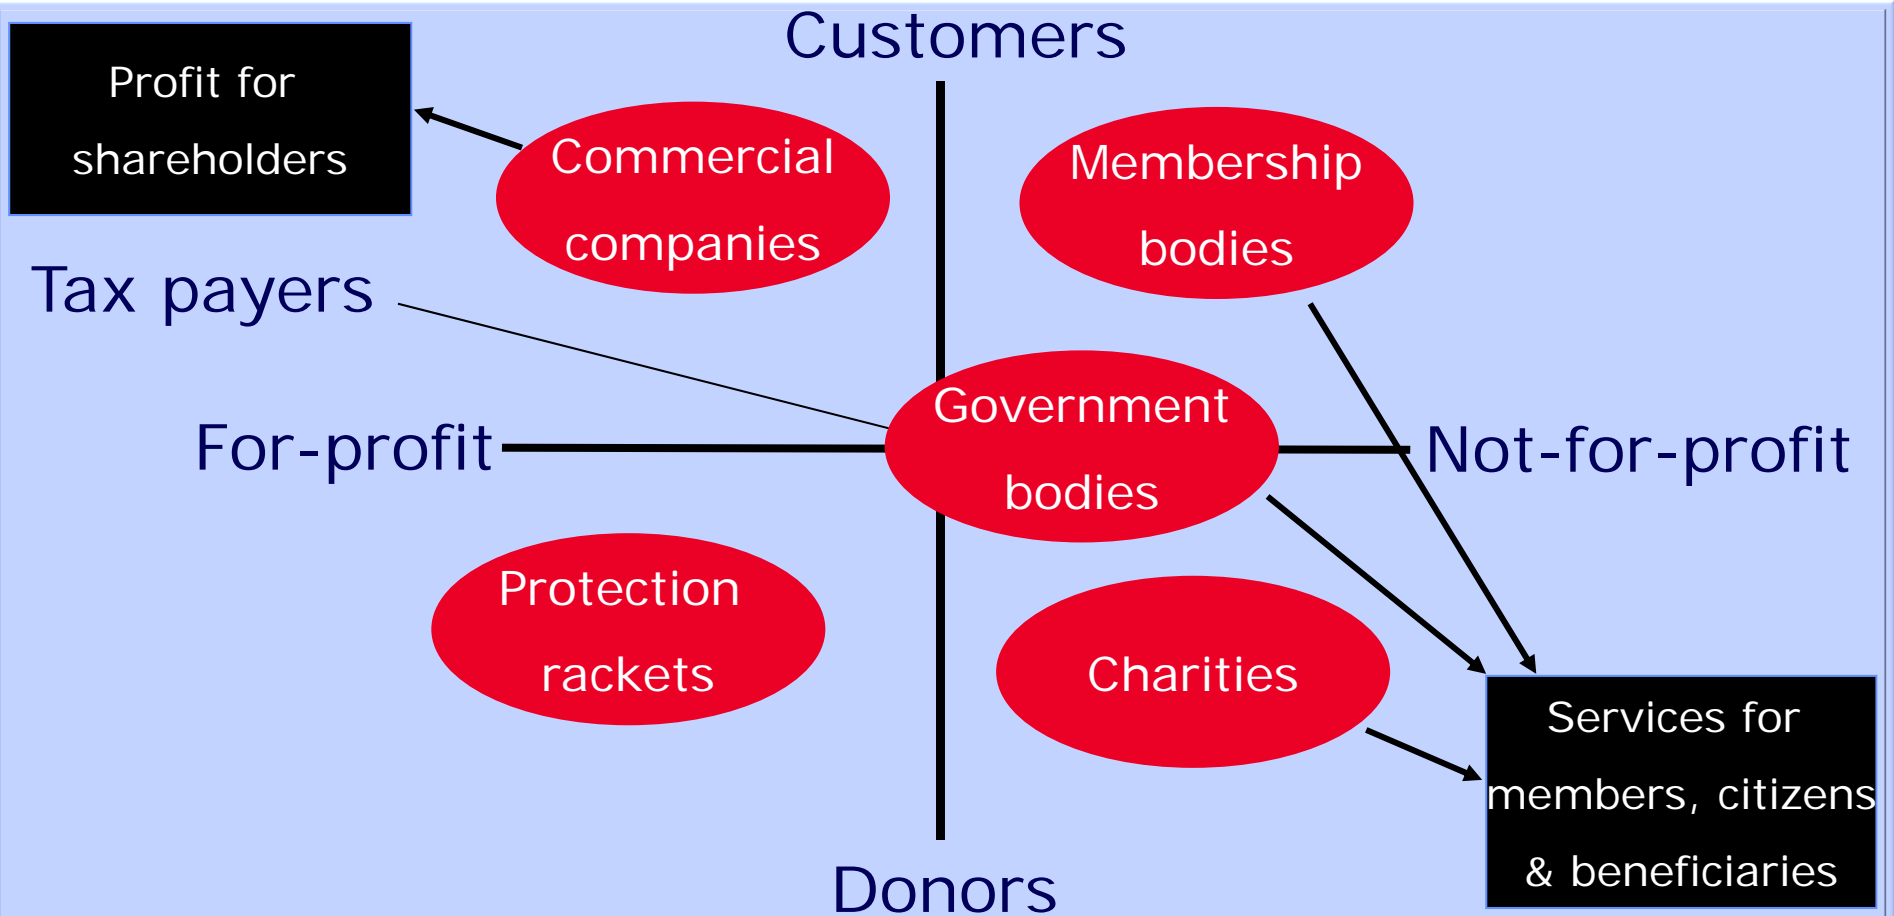 Customers
Profit for
shareholders
Commercial
companies
Membership
bodies
Tax payers
Government
bodies
For-profit
Not-for-profit
Protection
rackets
Charities
Services for
members, citizens
& beneficiaries
Donors